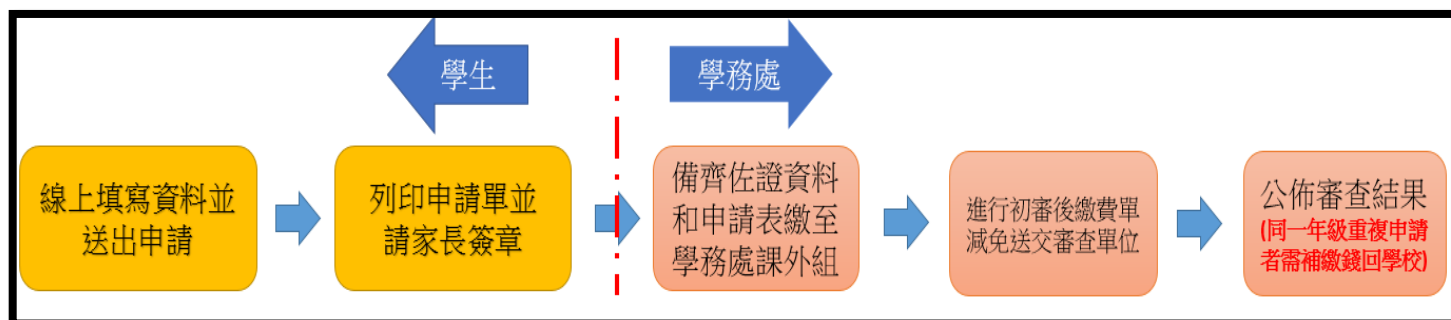 學生
學務處
線上填寫資料並
送出申請
列印申請單並
請家長簽章
備齊佐證資料
和申請表繳至
學務處課外組
進行初審後繳費單
減免送交審查單位
公佈審查結果
(同一年級重複申請
者需補繳錢回學校)